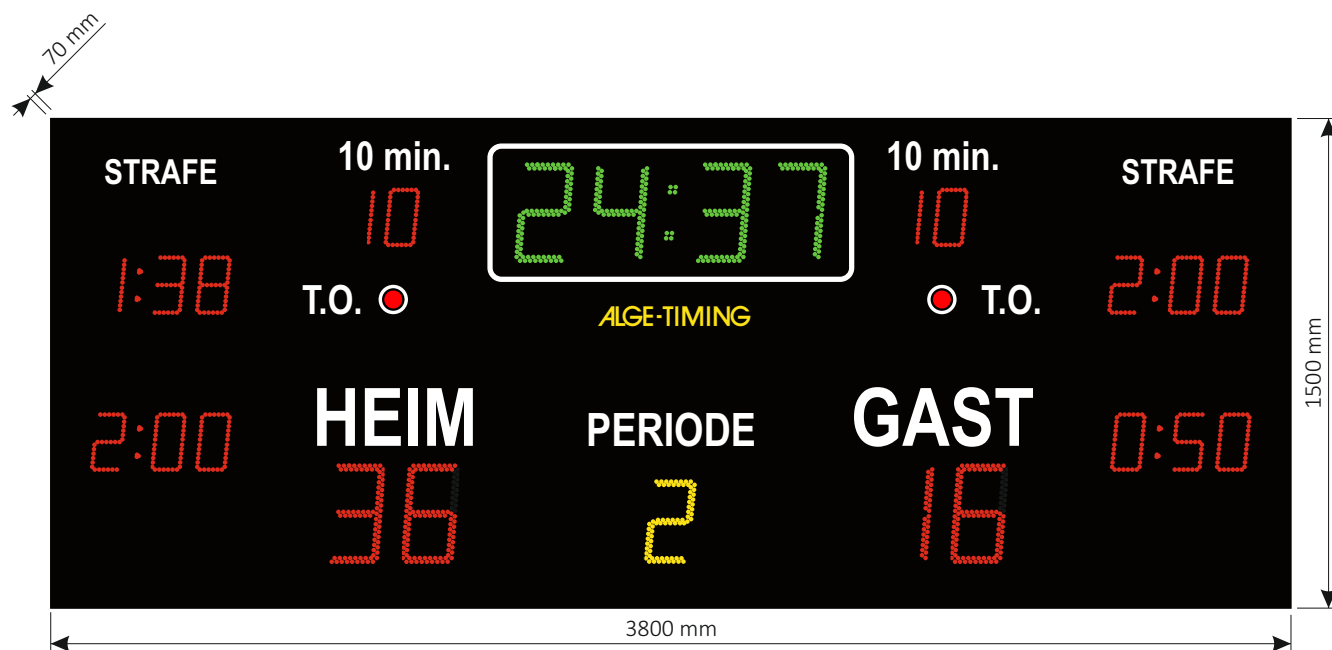 70 mm
STRAFE
10 min.
24:37
10 min.
STRAFE
10
10
1:38
T.O.
ALGE-TIMING
T.O.
2:00
1500 mm
HEIM
PERIODE
GAST
2:00
0:50
36
2
16
3800 mm